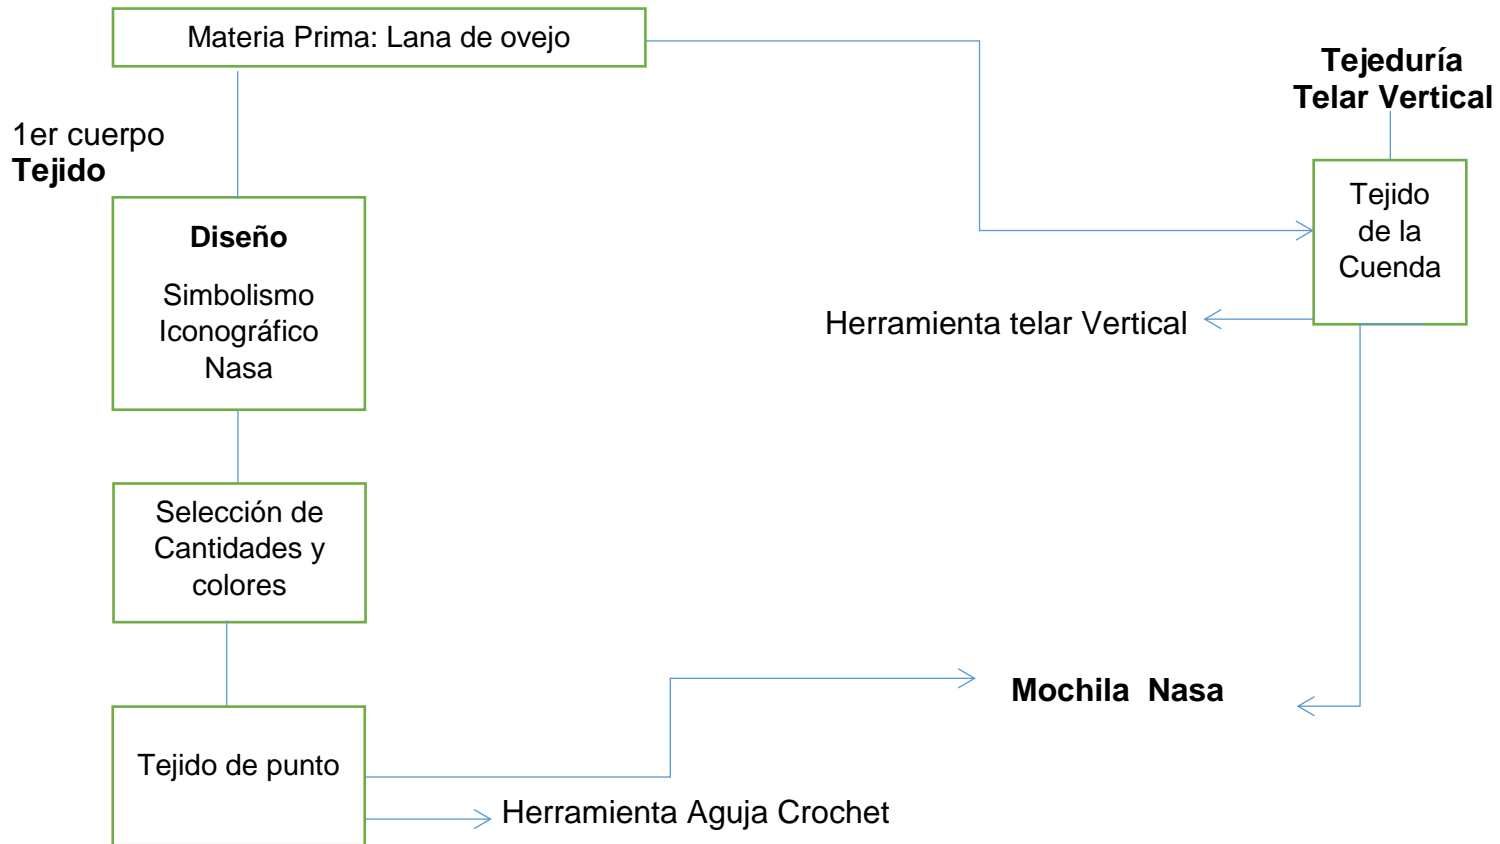 Materia Prima: Lana de ovejo
Tejeduría
Telar Vertical
1er cuerpo
Tejido
Tejido
de la
Cuenda
Diseño
Simbolismo
Iconográfico
Nasa
Herramienta telar Vertical
Selección de
Cantidades y
colores
Mochila  Nasa
Tejido de punto
Herramienta Aguja Crochet